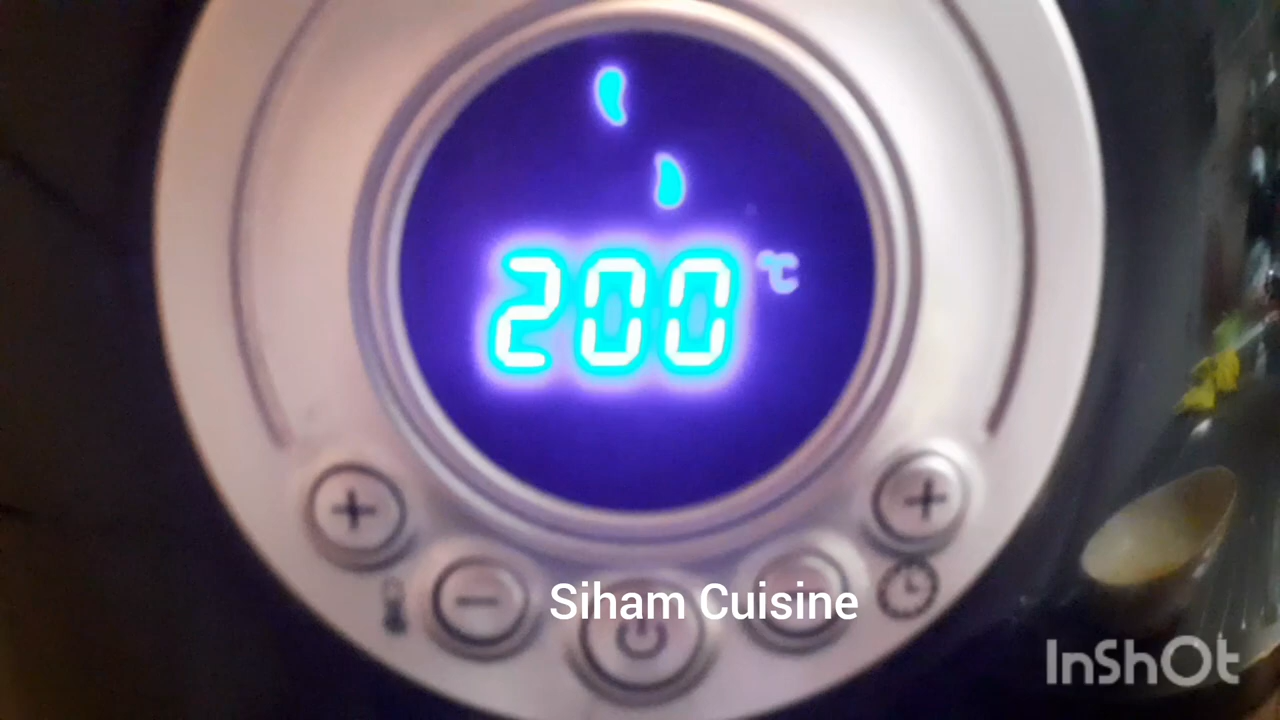 200 °C
+
+
−
Siham Cuisine
InShOt